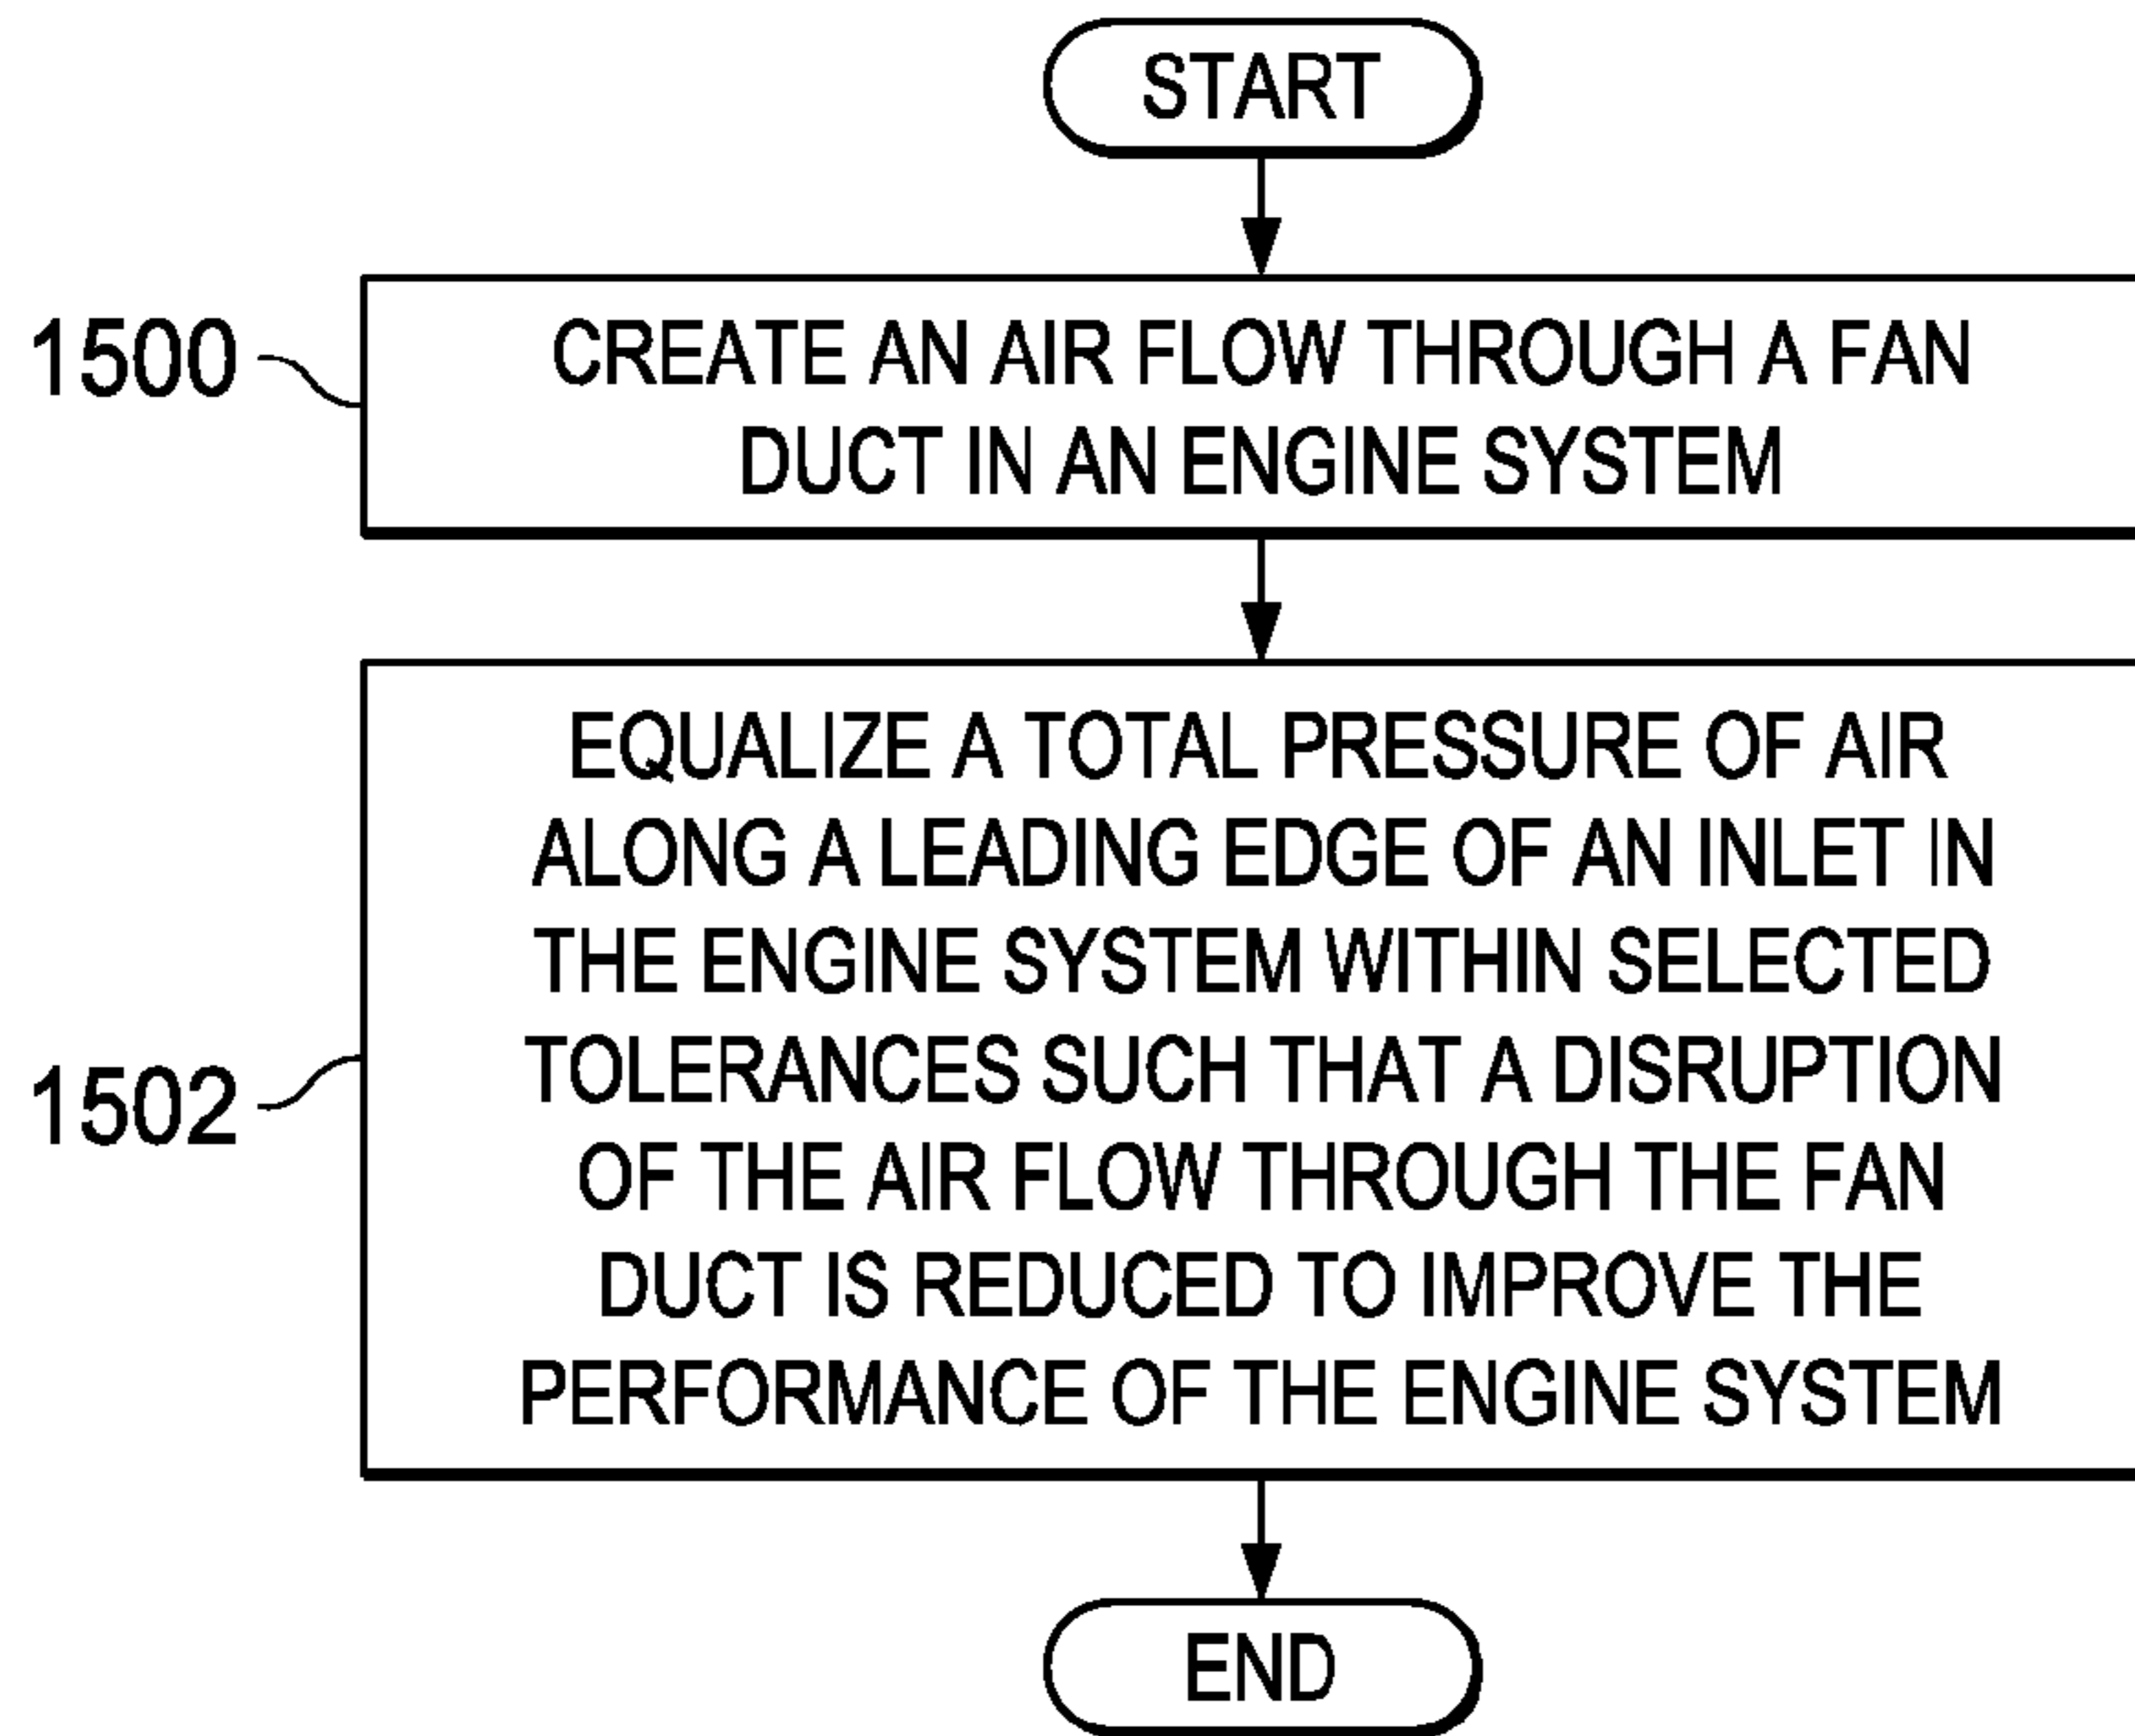 START
1500
CREATE AN AIR FLOW THROUGH A FAN
DUCT IN AN ENGINE SYSTEM
1502
EQUALIZE A TOTAL PRESSURE OF AIR
ALONG A LEADING EDGE OF AN INLET IN
THE ENGINE SYSTEM WITHIN SELECTED
TOLERANCES SUCH THAT A DISRUPTION
OF THE AIR FLOW THROUGH THE FAN
DUCT IS REDUCED TO IMPROVE THE
PERFORMANCE OF THE ENGINE SYSTEM
END